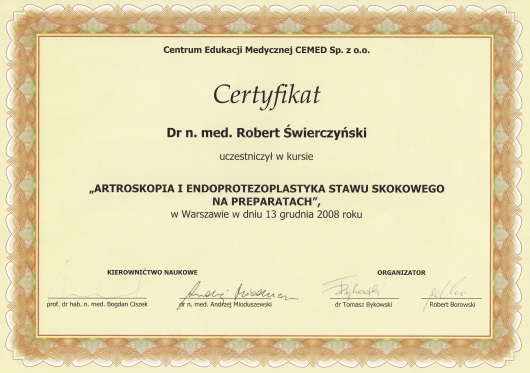 Centrum Edukacji Medycznej CEMED Sp. z o.o.
Certyfikat
Dr n. med. Robert Świerczyński
uczestniczył w kursie
„ARTROSKOPIA I ENDOPROTEZOPLASTYKA STAWU SKOKOWEGO
NA PREPARATACH”,
w Warszawie w dniu 13 grudnia 2008 roku
KIEROWNICTWO NAUKOWE ORGANIZATOR
prof. dr hab. n. med. Bogdan Ciszek dr n. med. Andrzej Mioduszewski dr Tomasz Bykowski Robert Borowski